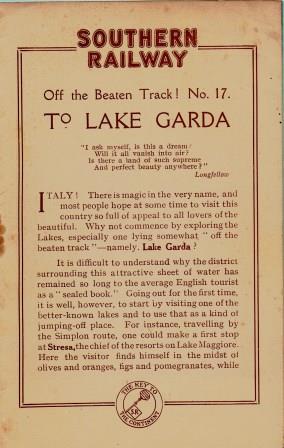 SOUTHERN
RAILWAY
Off the Beaten Track! No. 17.
To LAKE GARDA
"I ask myself, is this a dream?
Will it all vanish into air?
Is there a land of such supreme
And perfect beauty anywhere?"
Longfellow
ITALY! There is magic in the very name, and
most people hope at some time to visit this
country so full of appeal to all lovers of the
beautiful. Why not commence by exploring the
Lakes, especially one lying somewhat "off the
beaten track"—namely, Lake Garda?
It is difficult to understand why the district
surrounding this attractive sheet of water has
remained so long to the average English tourist
as a "sealed book." Going out for the first time,
it is well, however, to start by visiting one of the
better-known lakes and to use that as a kind of
jumping-off place. For instance, travelling by
the Simplon route, one could make a first stop
at Stresa, the chief of the resorts on Lake Maggiore.
Here the visitor finds himself in the midst of
olives and oranges, figs and pomegranates, while
THE KEY TO
SR
THE CONTINENT